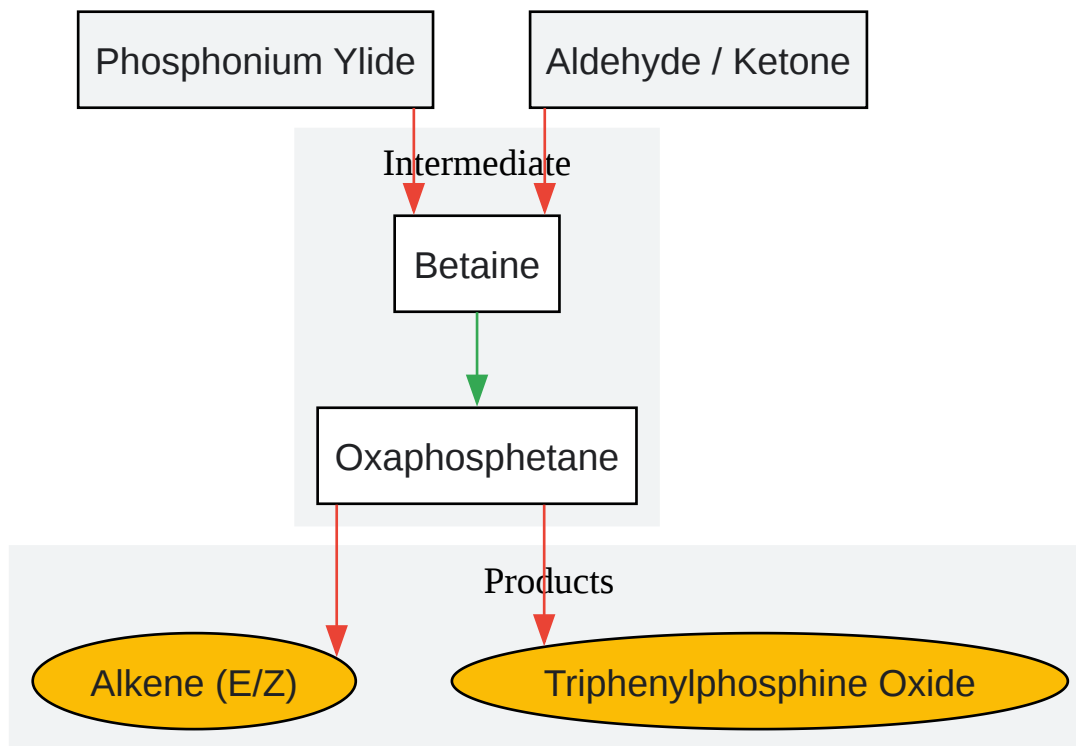 Phosphonium Ylide
Aldehyde / Ketone
Intermediate
Betaine
Oxaphosphetane
Products
Alkene (E/Z)
Triphenylphosphine Oxide